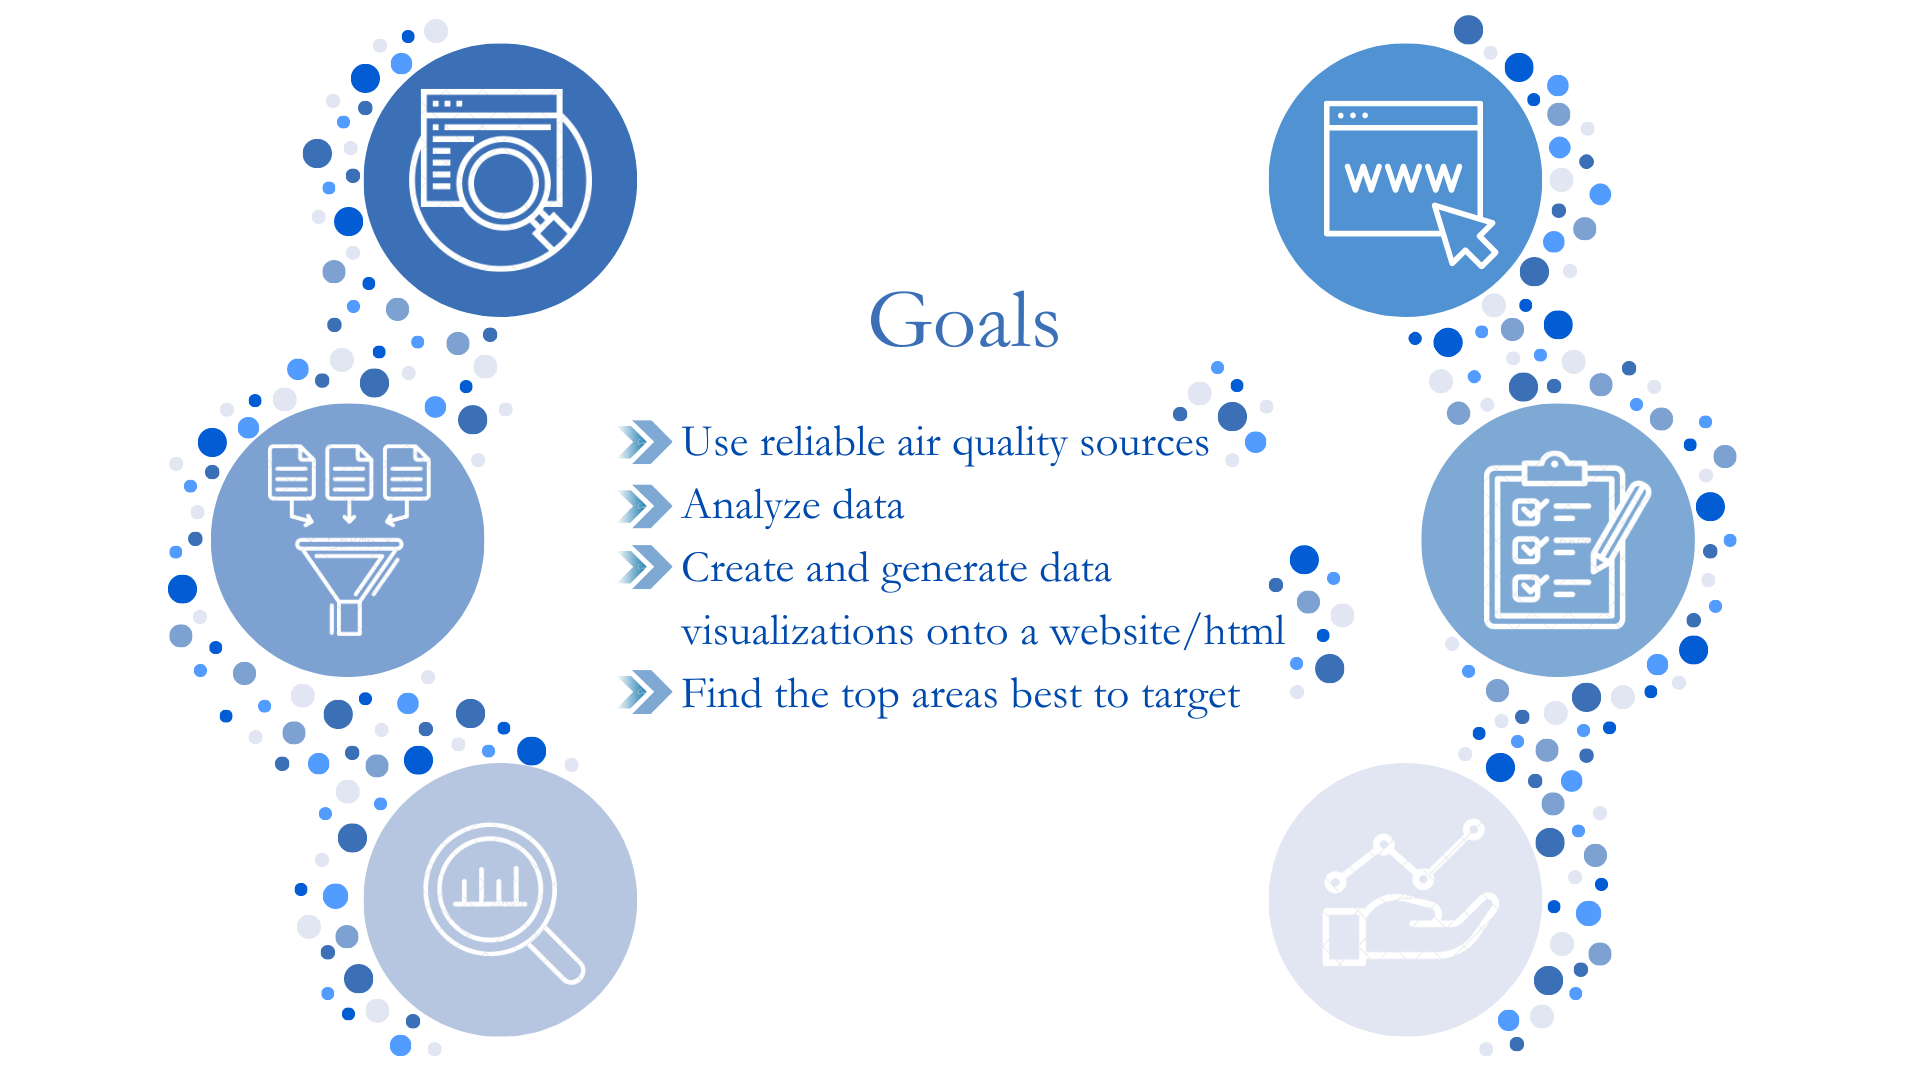 www
Goals
Use reliable air quality sources
Analyze data
Create and generate data
visualizations onto a website/html
Find the top areas best to target